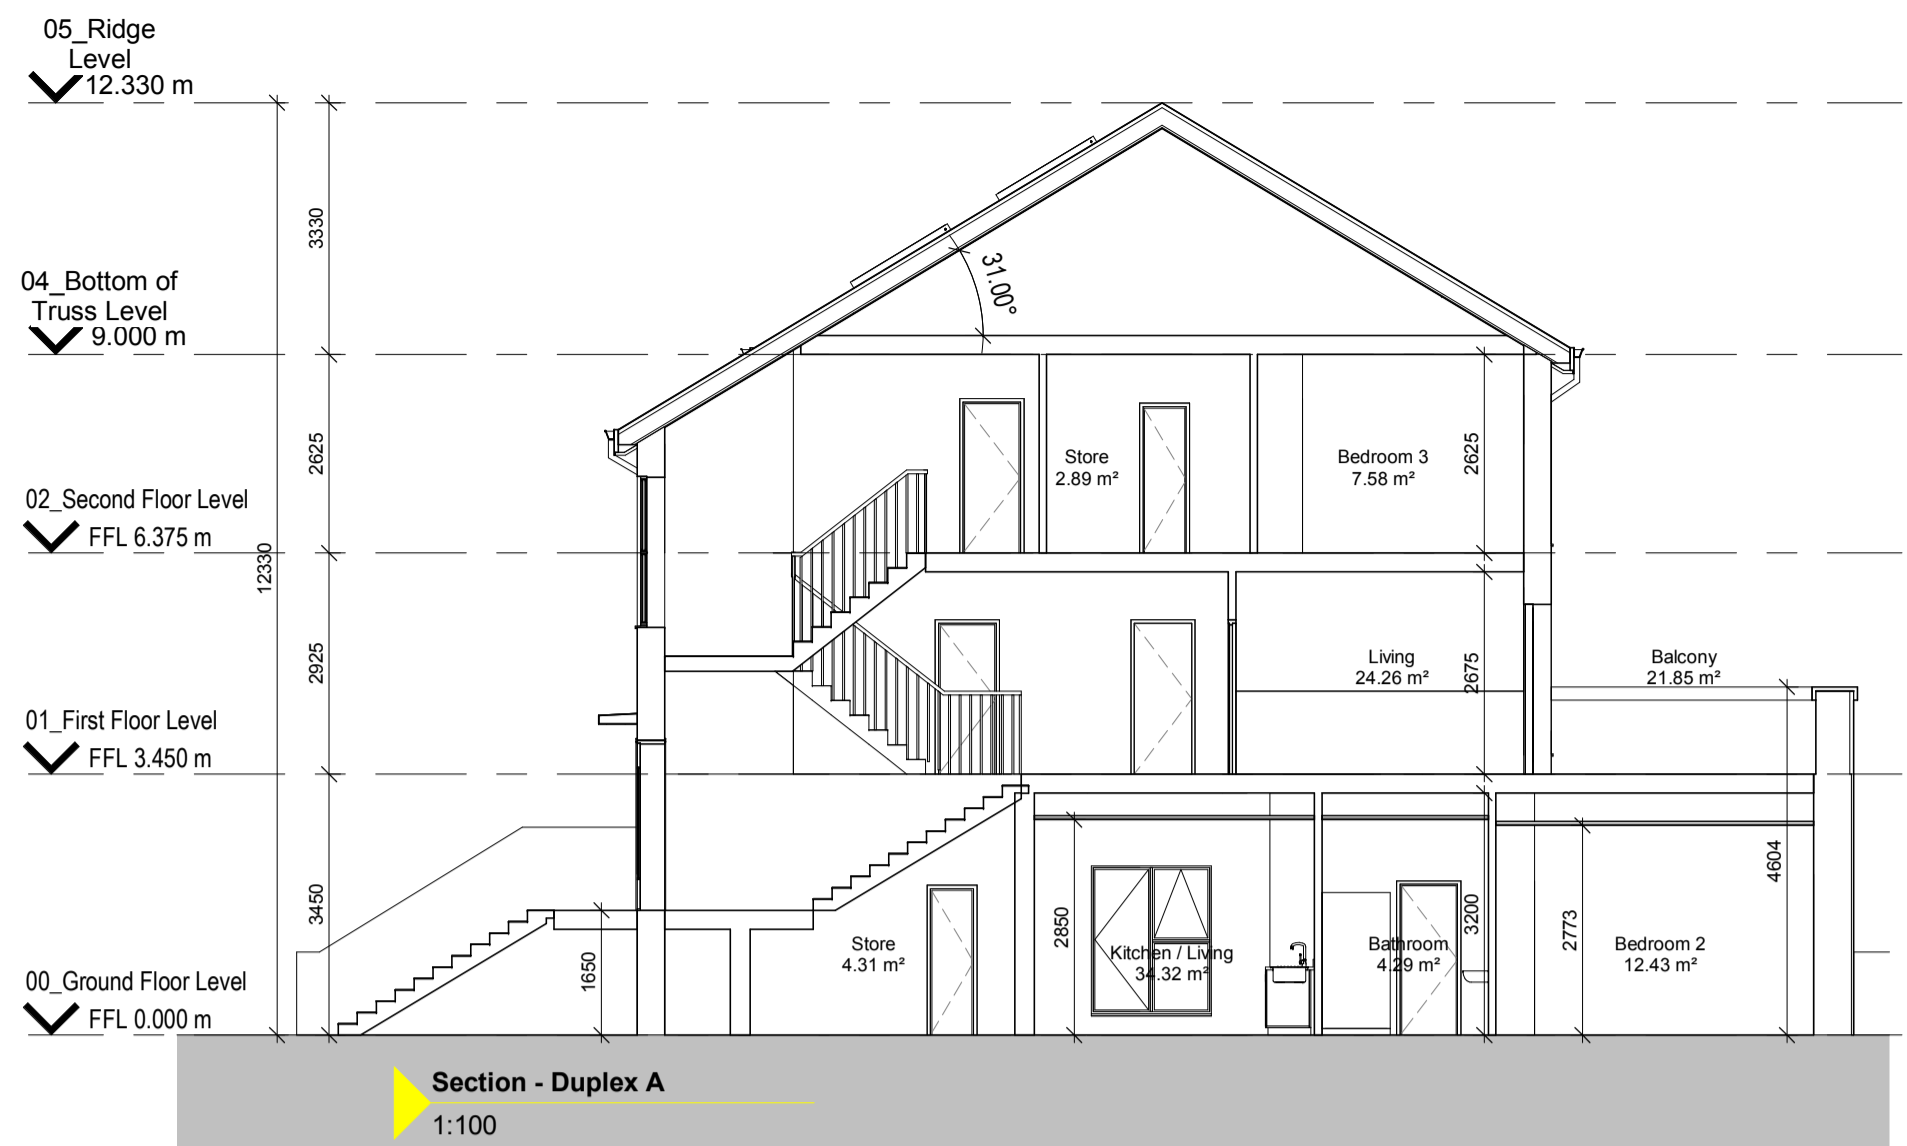 05_Ridge
Level
12.330 m
04_Bottom of
Truss Level
9.000 m
02_Second Floor Level
FFL 6.375 m
01_First Floor Level
FFL 3.450 m
00_Ground Floor Level
FFL 0.000 m
12330
3330
2625
2925
3450
31.00°
Store
2.89 m²
Bedroom 3
7.58 m²
2625
Living
24.26 m²
2675
Balcony
21.85 m²
1650
Store
4.31 m²
2850
Kitchen / Living
34.32 m²
Bathroom
4.29 m²
3200
2773
Bedroom 2
12.43 m²
4604
Section - Duplex A
1:100